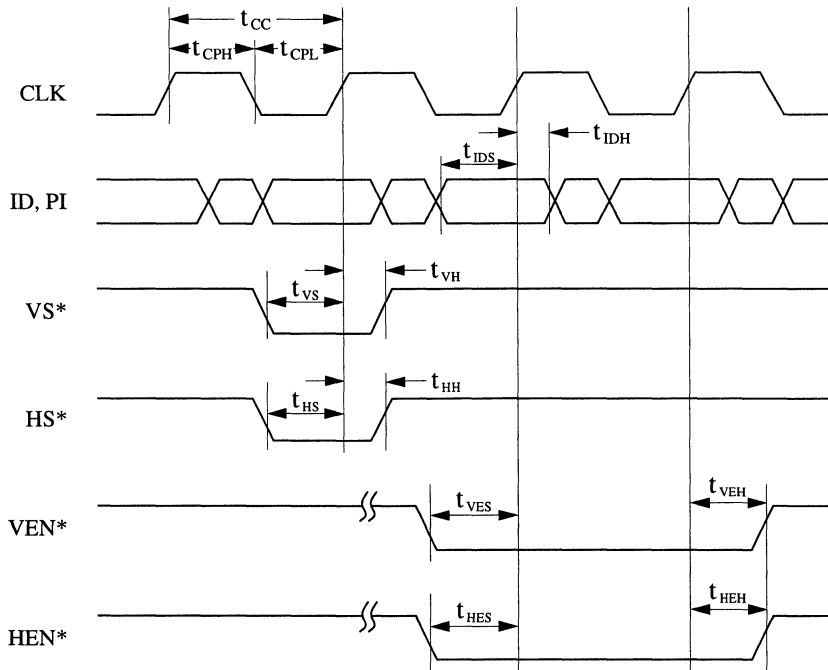 tCC
tCPH tCPL
CLK
tIDH
tIDS
ID, PI
tVH
tVS
VS*
tHH
tHS
HS*
tVES tVEH
VEN*
tHEH
tHES
HEN*